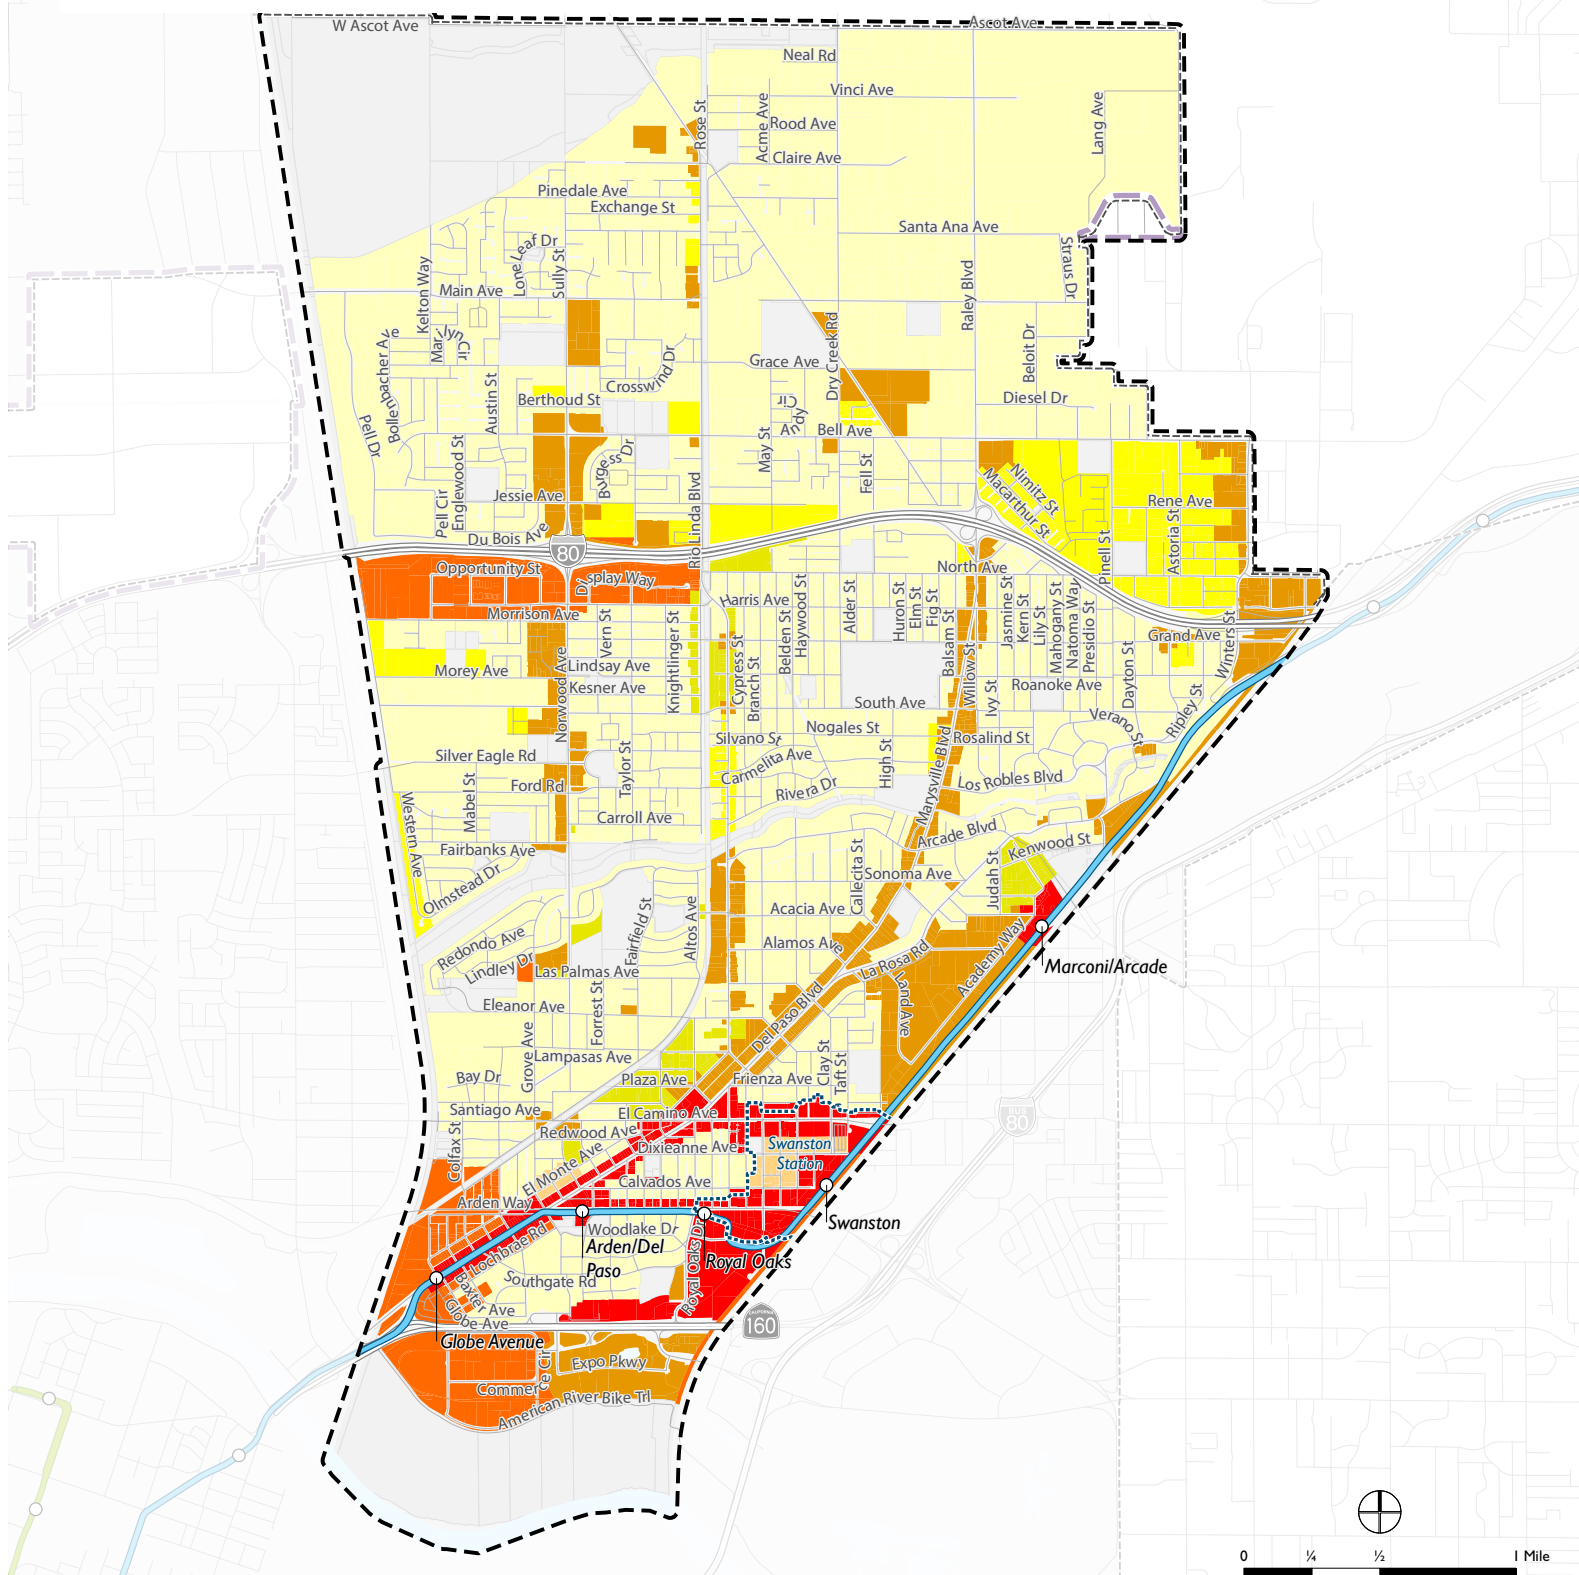 W Ascot Ave
Ascot Ave
Neal Rd
Vinci Ave
Rose St
Acme Ave
Rood Ave
Lang Ave
Claire Ave
Pinedale Ave
Exchange St
Santa Ana Ave
Lone Leaf Dr
Sully St
Straus Dr
Kelton Way
Main Ave
Raley Blvd
Marilyn Cir
Bollenbacher Ave
Dry Creek Rd
Beloit Dr
Grace Ave
Crosswind Dr
Austin St
Berthoud St
Diesel Dr
Andy Cir
Pell Dr
Bell Ave
May St
Burgess Dr
Fell St
Englewood St
Pell Cir
Jessie Ave
Nimitz St
Macarthur St
Rene Ave
Rio Linda Blvd
Du Bois Ave
Astoria St
Pinell St
80
Opportunity St
Display Way
North Ave
Morrison Ave
Harris Ave
Vern St
Knightlinger St
Cypress St
Branch St
Belden St
Haywood St
Alder St
Huron St
Elm St
Fig St
Balsam St
Willow St
Jasmine St
Kern St
Lily St
Mahogany St
Natoma Way
Presidio St
Grand Ave
Winters St
Dayton St
Morey Ave
Norwood Ave
Lindsay Ave
Kesner Ave
South Ave
Ivy St
Roanoke Ave
Ripley St
Verano St
Nogales St
Rosalind St
Silvano St
Silver Eagle Rd
Carmelita Ave
High St
Marysville Blvd
Taylor St
Ford Rd
Rivera Dr
Los Robles Blvd
Mabel St
Western Ave
Carroll Ave
Arcade Blvd
Kenwood St
Fairbanks Ave
Callecita St
Sonoma Ave
Judah St
Olmstead Dr
Fairfield St
Altos Ave
Acacia Ave
Redondo Ave
Alamos Ave
La Rosa Rd
Academy Way
Marconi/Arcade
Lindley Dr
Las Palmas Ave
Land Ave
Eleanor Ave
Forrest St
Del Paso Blvd
Grove Ave
Lampasas Ave
Clay St
Taft St
Bay Dr
Plaza Ave
Frienza Ave
Santiago Ave
El Camino Ave
BUS
80
Colfax St
Redwood Ave
Dixieanne Ave
Swanston
Station
El Monte Ave
Calvados Ave
Arden Way
Swanston
Lochbrae Rd
Woodlake Dr
Royal Oaks Dr
Arden/Del
Paso
Royal Oaks
Southgate Rd
Baxter Ave
Globe Ave
CALIFORNIA
160
Globe Avenue
Expo Pkwy
Commerce Cir
American River Bike Trl
0 ¼ ½ 1 Mile